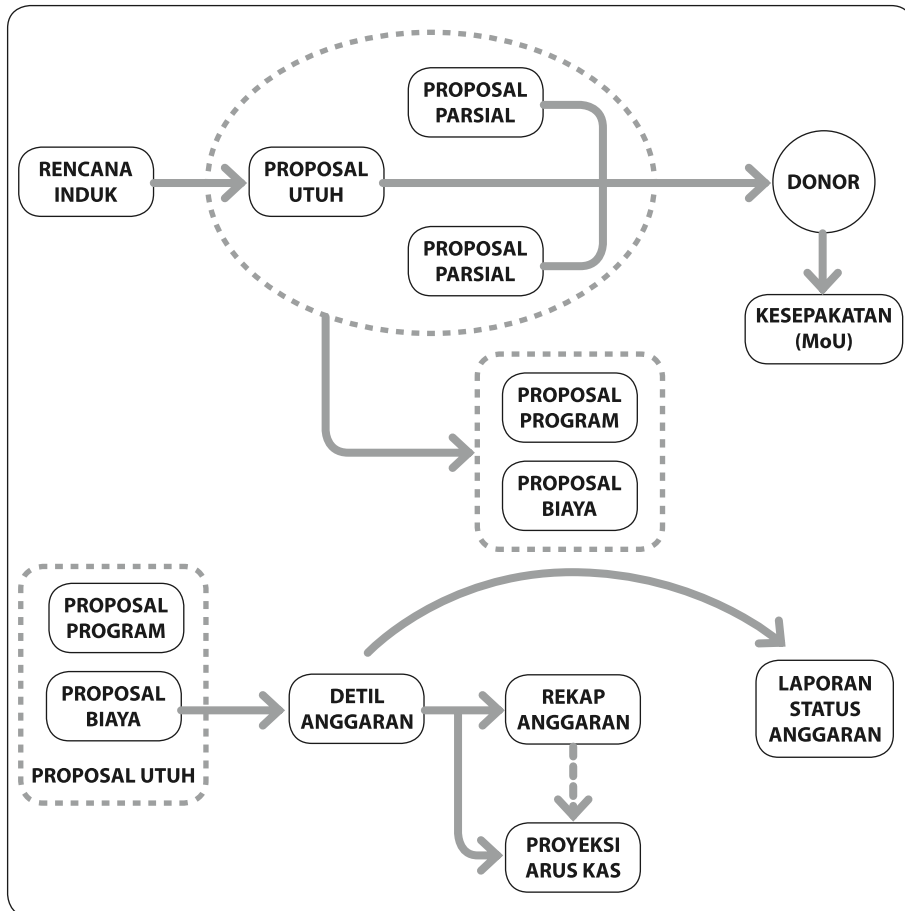 PROPOSAL
PARSIAL
RENCANA
INDUK
PROPOSAL
UTUH
DONOR
PROPOSAL
PARSIAL
KESEPAKATAN
(MoU)
PROPOSAL
PROGRAM
PROPOSAL
BIAYA
PROPOSAL
PROGRAM
PROPOSAL
BIAYA
PROPOSAL UTUH
DETIL
ANGGARAN
REKAP
ANGGARAN
LAPORAN
STATUS
ANGGARAN
PROYEKSI
ARUS KAS